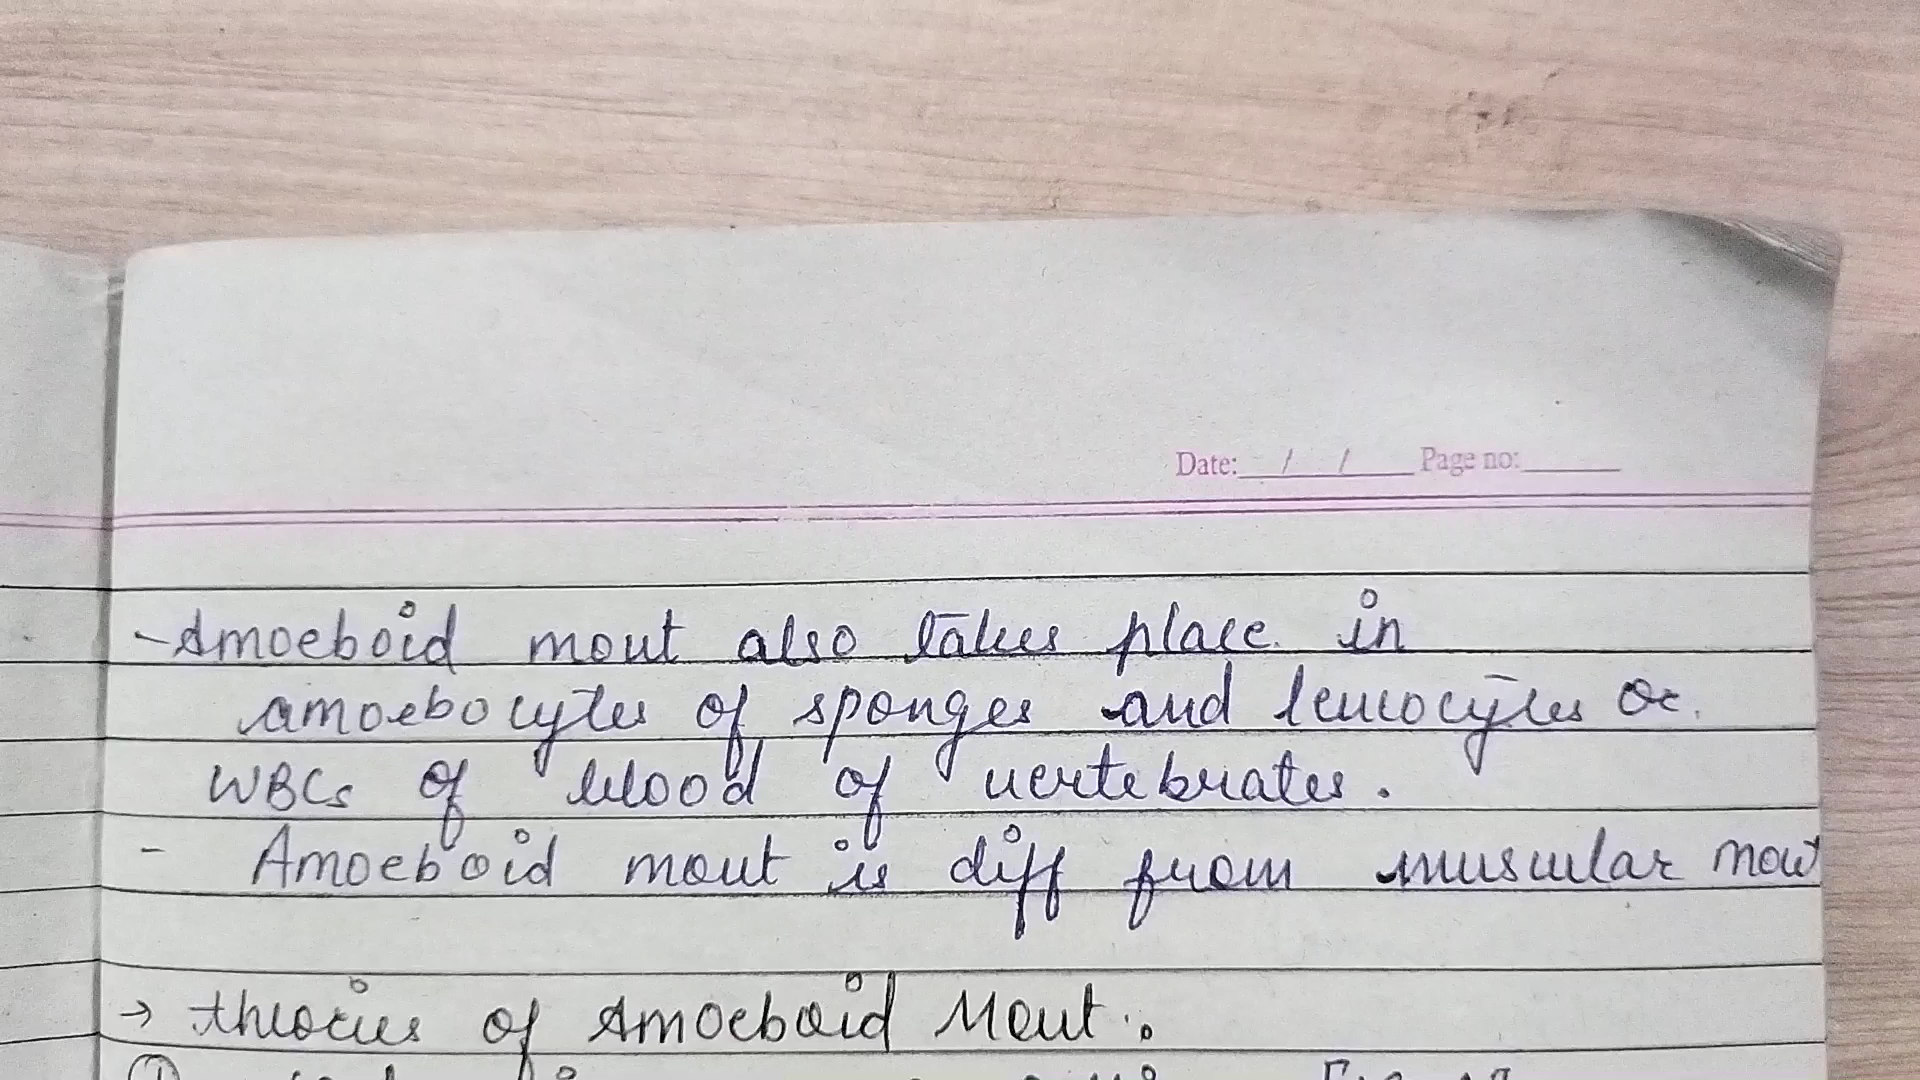 Date: / / Page no:
- Amoeboid movt also takes place in
amoebocytes of sponges and leucocytes or
WBCs of blood of vertebrates.
- Amoeboid movt is diff from muscular movt
→ theories of Amoeboid Movt :
①